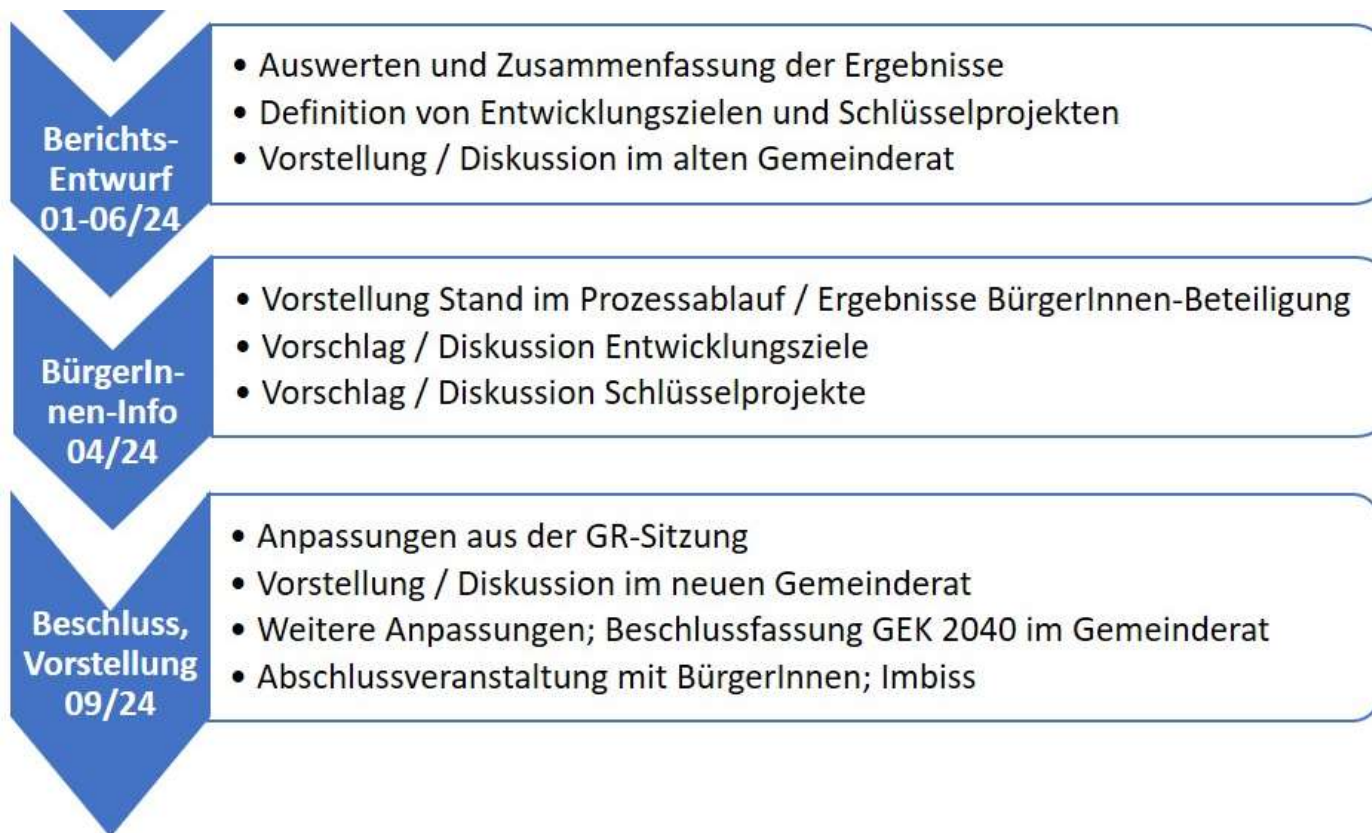 Berichts-
Entwurf
01-06/24
• Auswerten und Zusammenfassung der Ergebnisse
• Definition von Entwicklungszielen und Schlüsselprojekten
• Vorstellung / Diskussion im alten Gemeinderat
BürgerIn-
nen-Info
04/24
• Vorstellung Stand im Prozessablauf / Ergebnisse BürgerInnen-Beteiligung
• Vorschlag / Diskussion Entwicklungsziele
• Vorschlag / Diskussion Schlüsselprojekte
Beschluss,
Vorstellung
09/24
• Anpassungen aus der GR-Sitzung
• Vorstellung / Diskussion im neuen Gemeinderat
• Weitere Anpassungen; Beschlussfassung GEK 2040 im Gemeinderat
• Abschlussveranstaltung mit BürgerInnen; Imbiss